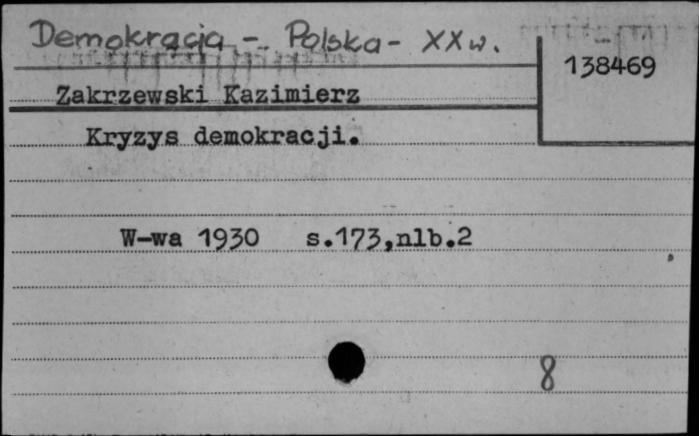 Demokracja - Polska - XX w.
138469
Zakrzewski Kazimierz
Kryzys demokracji.
W-wa 1930 s.173,nlb.2
8